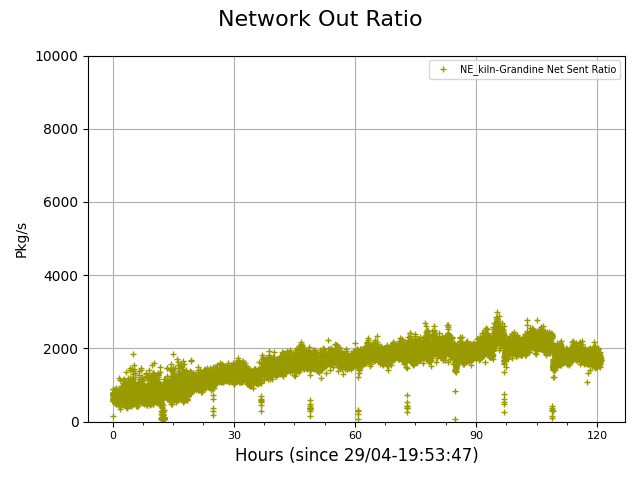 Network Out Ratio
NE_kiln-Grandine Net Sent Ratio
10000
8000
6000
4000
2000
0
Pkg/s
0 30 60 90 120
Hours (since 29/04-19:53:47)